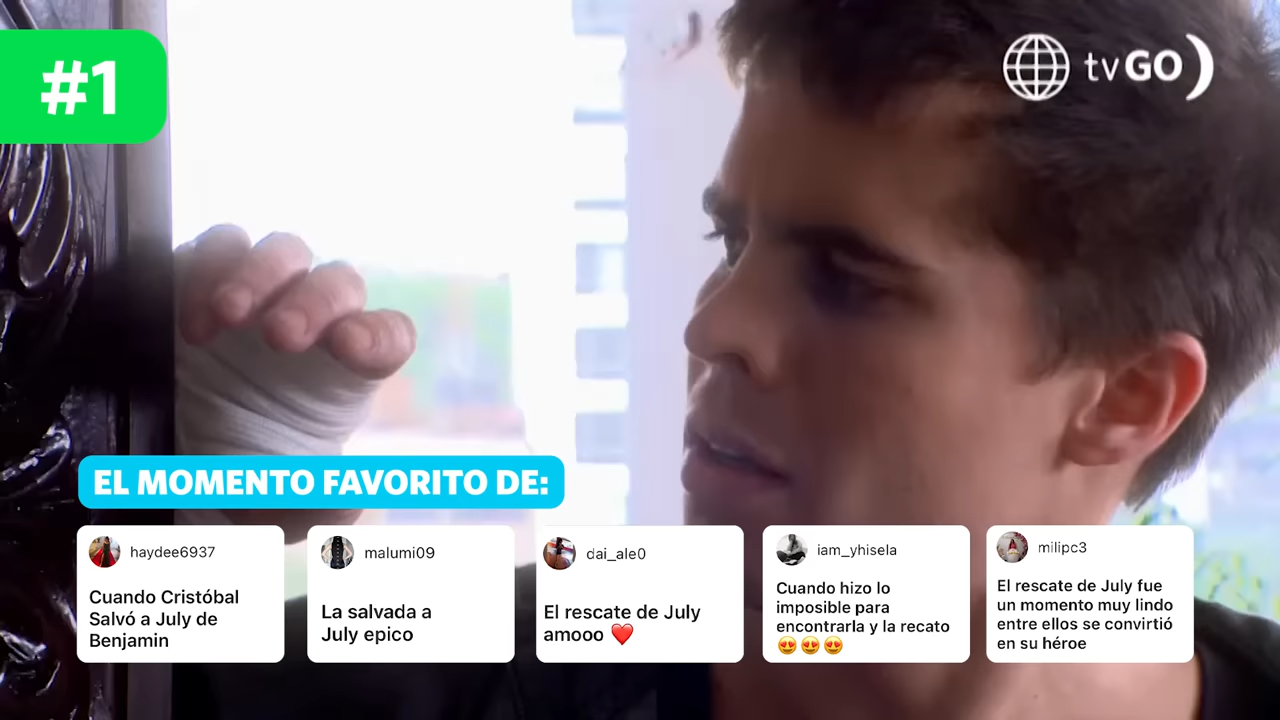 #1
tvGO
EL MOMENTO FAVORITO DE:
haydee6937
Cuando Cristóbal
Salvó a July de
Benjamin
malumi09
La salvada a
July epico
dai_ale0
El rescate de July
amooo ❤️
iam_yhisela
Cuando hizo lo
imposible para
encontrarla y la recato
😍😍😍
milipc3
El rescate de July fue
un momento muy lindo
entre ellos se convirtió
en su héroe